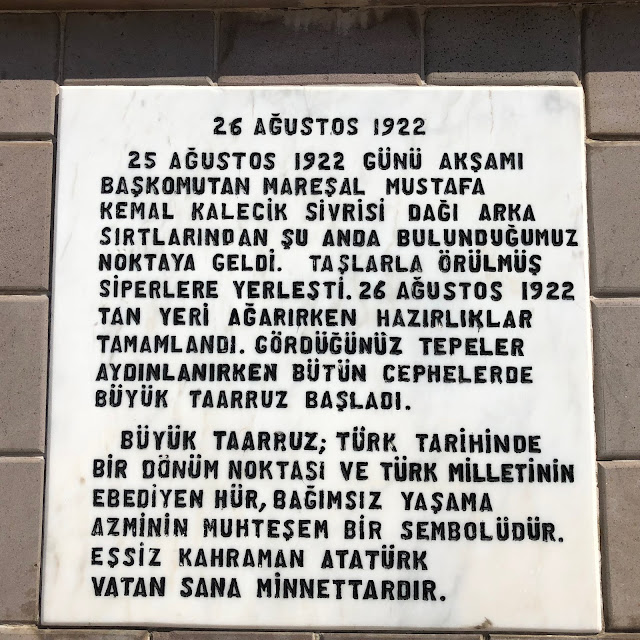 26 AĞUSTOS 1922
25 AĞUSTOS 1922 GÜNÜ AKŞAMI
BAŞKOMUTAN MAREŞAL MUSTAFA
KEMAL KALECİK SİVRİSİ DAĞI ARKA
SIRTLARINDAN ŞU ANDA BULUNDUĞUMUZ
NOKTAYA GELDİ. TAŞLARLA ÖRÜLMÜŞ
SİPERLERE YERLEŞTİ. 26 AĞUSTOS 1922
TAN YERİ AĞARIRKEN HAZIRLIKLAR
TAMAMLANDI. GÖRDÜĞÜNÜZ TEPELER
AYDINLANIRKEN BÜTÜN CEPHELERDE
BÜYÜK TAARRUZ BAŞLADI.
BÜYÜK TAARRUZ; TÜRK TARİHİNDE
BİR DÖNÜM NOKTASI VE TÜRK MİLLETİNİN
EBEDİYEN HÜR, BAĞIMSIZ YAŞAMA
AZMİNİN MUHTEŞEM BİR SEMBOLÜDÜR.
EŞSİZ KAHRAMAN ATATÜRK
VATAN SANA MİNNETTARDIR.